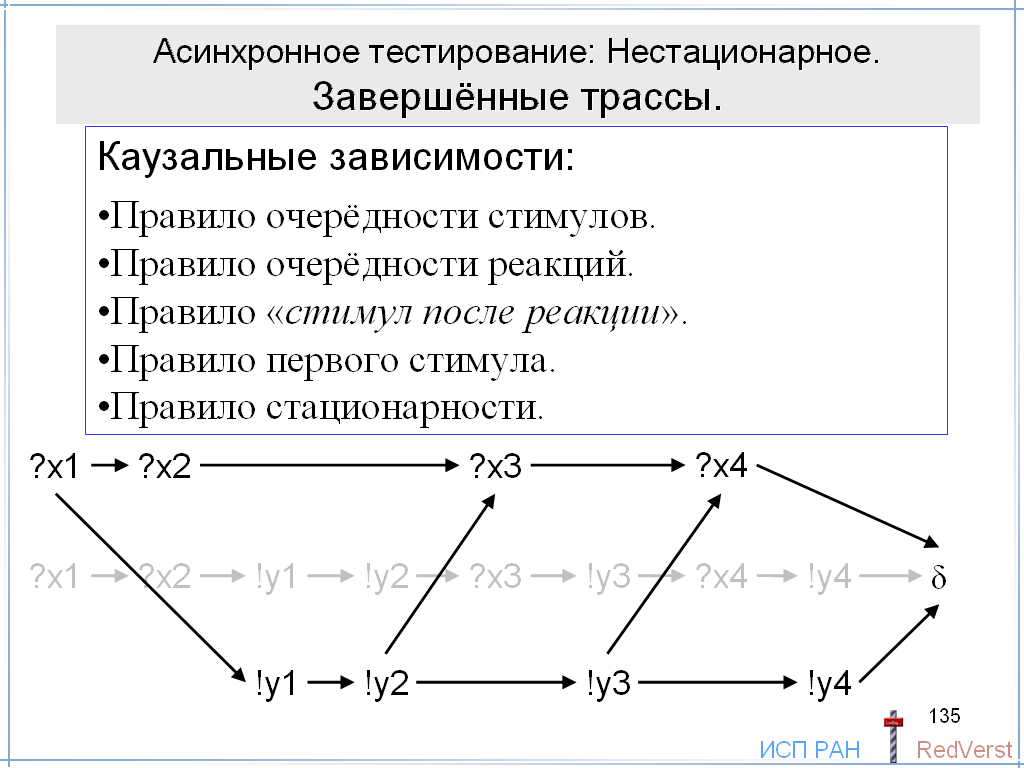 Асинхронное тестирование: Нестационарное.
Завершённые трассы.
Каузальные зависимости:
•Правило очерёдности стимулов.
•Правило очерёдности реакций.
•Правило «стимул после реакции».
•Правило первого стимула.
•Правило стационарности.
?x1 ?x2 ?x3 ?x4
?x1 ?x2 !y1 !y2 ?x3 !y3 ?x4 !y4 δ
!y1 !y2 !y3 !y4
135
ИСП РАН RedVerst